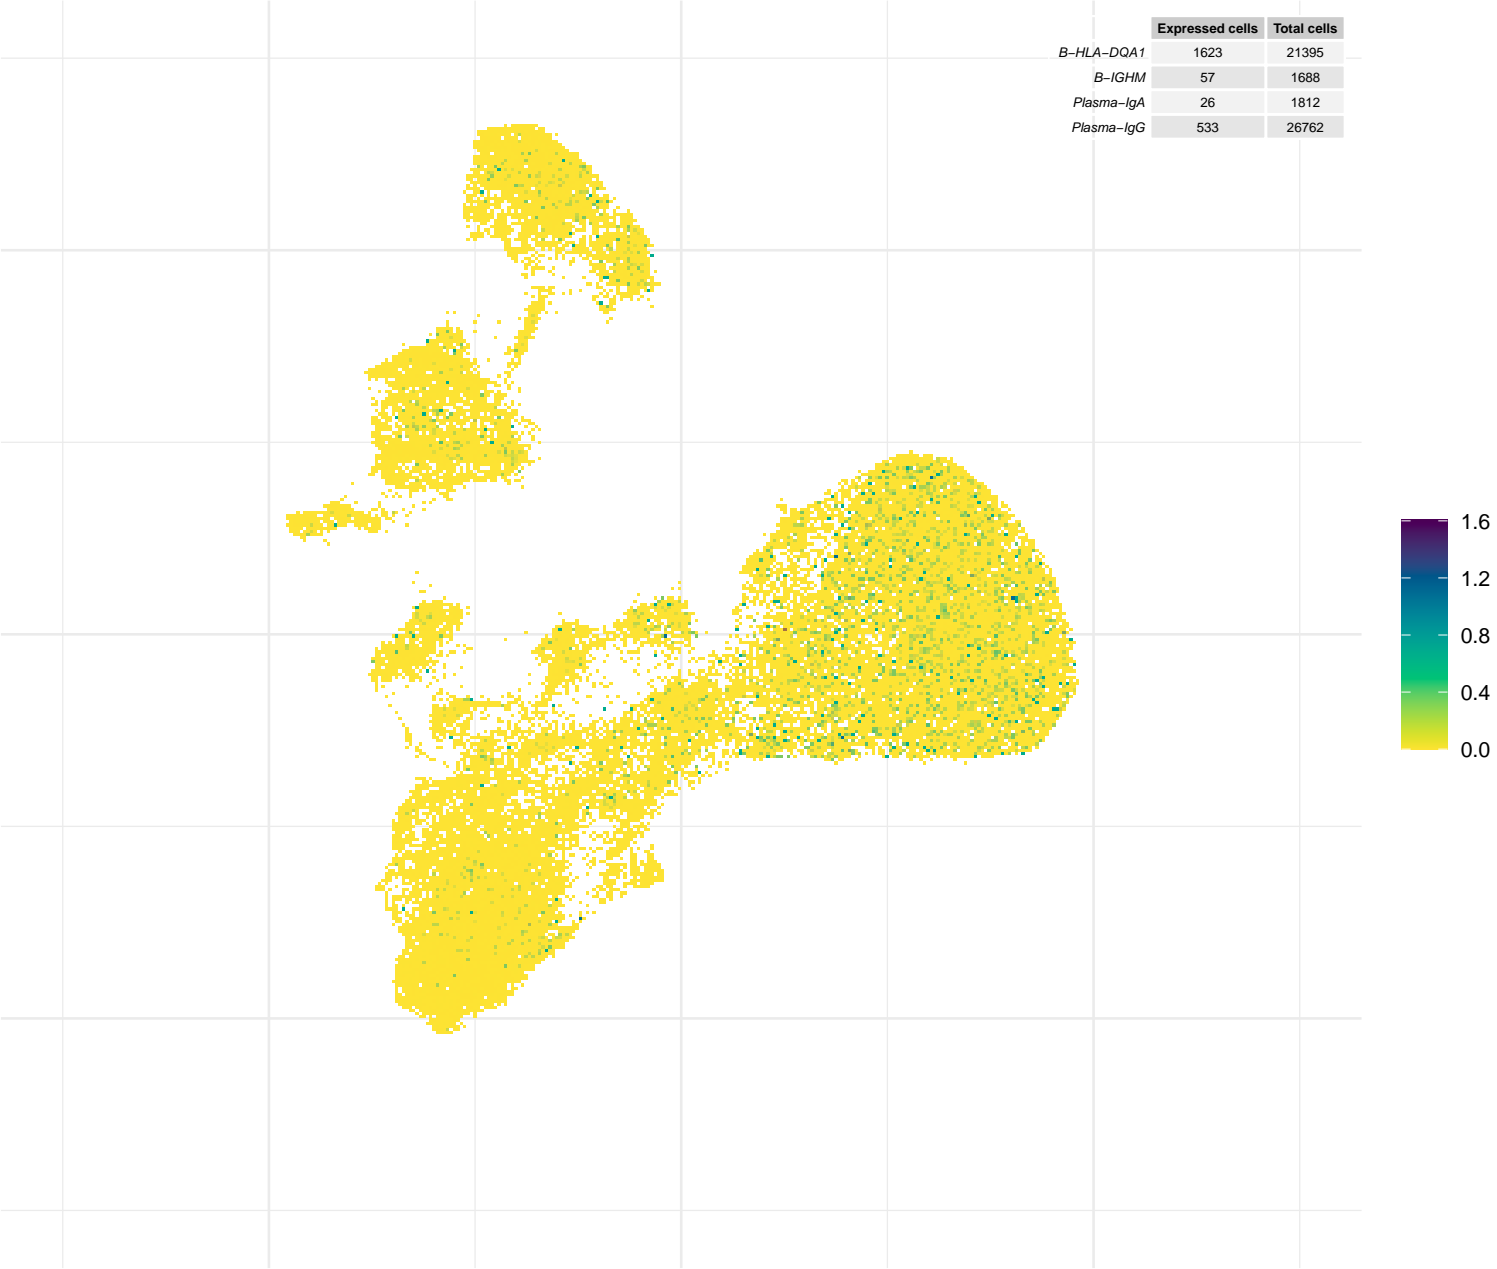 Expressed cells Total cells
B−HLA−DQA1 1623 21395
B−IGHM 57 1688
Plasma−IgA 26 1812
Plasma−IgG 533 26762
1.6
1.2
0.8
0.4
0.0